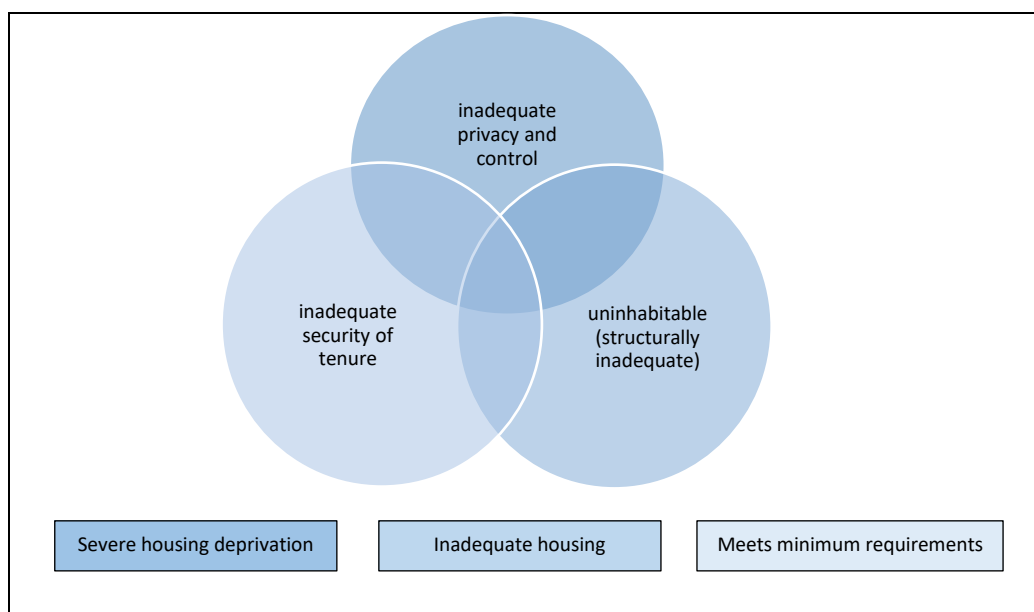 inadequate
privacy and
control
inadequate
security of
tenure
uninhabitable
(structurally
inadequate)
Severe housing deprivation
Inadequate housing
Meets minimum requirements